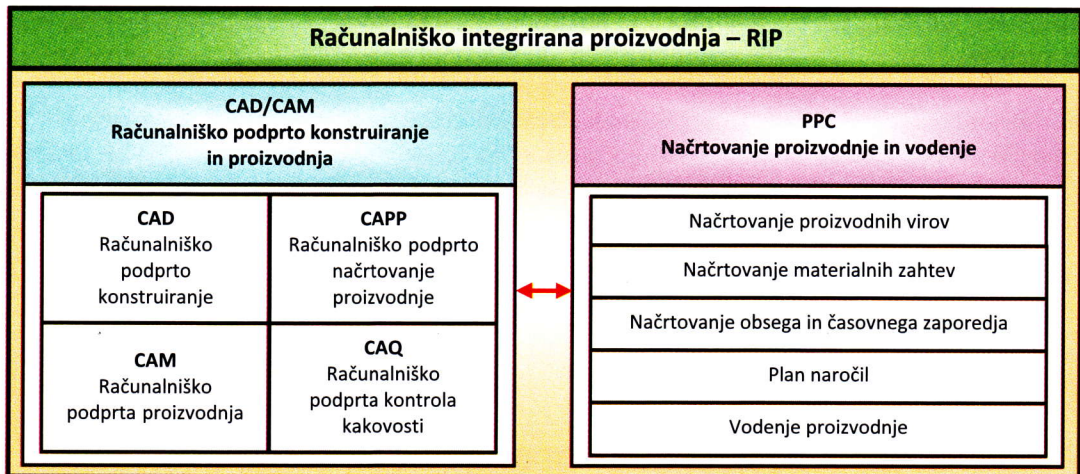 Računalniško integrirana proizvodnja – RIP
CAD/CAM
Računalniško podprto konstruiranje
in proizvodnja
CAD
Računalniško
podprto
konstruiranje
CAPP
Računalniško podprto
načrtovanje
proizvodnje
CAM
Računalniško
podprta proizvodnja
CAQ
Računalniško
podprta kontrola
kakovosti
PPC
Načrtovanje proizvodnje in vodenje
Načrtovanje proizvodnih virov
Načrtovanje materialnih zahtev
Načrtovanje obsega in časovnega zaporedja
Plan naročil
Vodenje proizvodnje